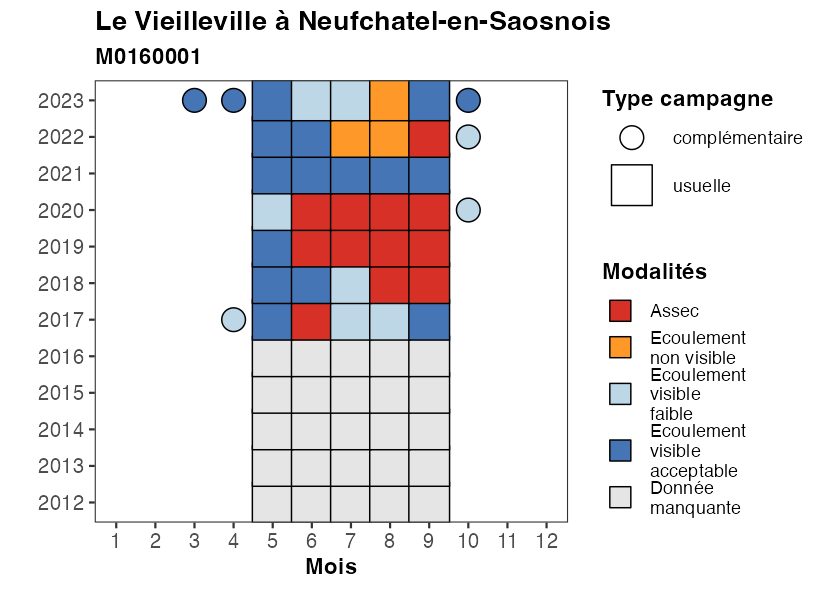 Le Vieilleville à Neufchatel-en-Saosnois
M0160001
2023
2022
2021
2020
2019
2018
2017
2016
2015
2014
2013
2012
1 2 3 4 5 6 7 8 9 10 11 12
Mois
Type campagne
complémentaire
usuelle
Modalités
Assec
Ecoulement
non visible
Ecoulement
visible
faible
Ecoulement
visible
acceptable
Donnée
manquante